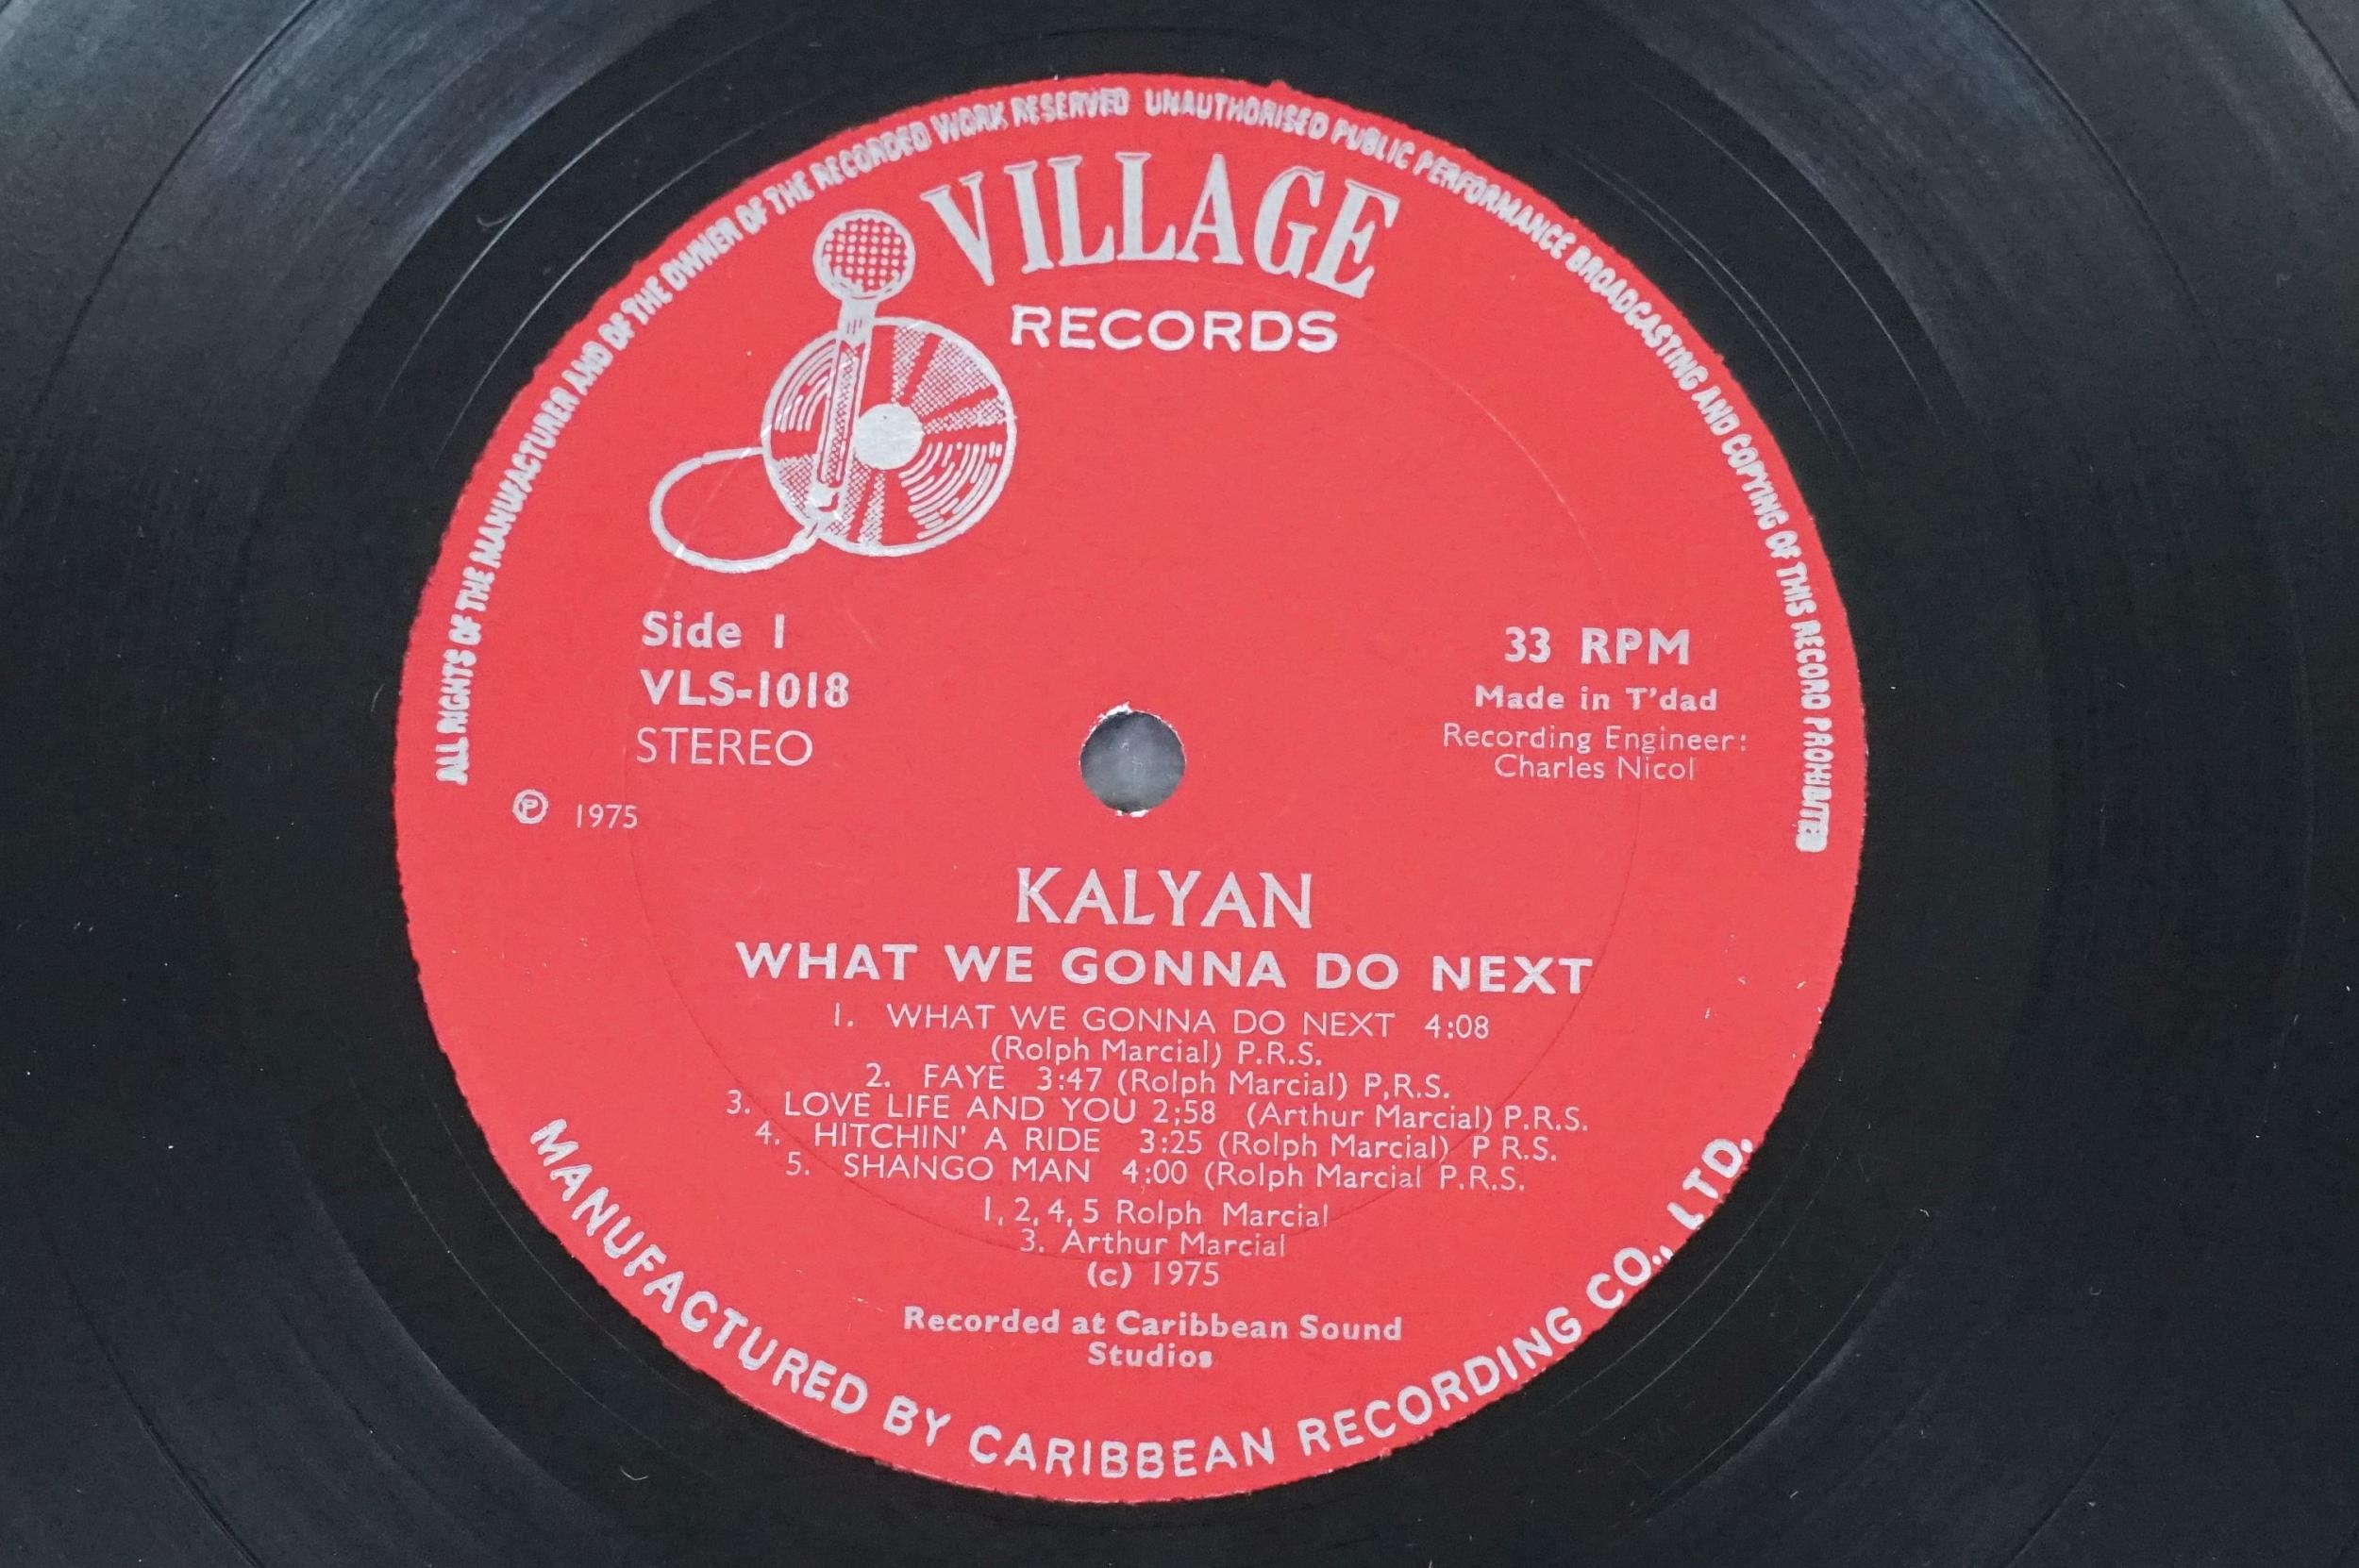 ALL RIGHTS OF THE MANUFACTURER AND OF THE OWNER OF THE RECORDED WORK RESERVED UNAUTHORISED PUBLIC PERFORMANCE BROADCASTING AND COPYING OF THIS RECORD PROHIBITED
VILLAGE
RECORDS
Side 1
VLS-1018
STEREO
℗ 1975
33 RPM
Made in T'dad
Recording Engineer:
Charles Nicol
KALYAN
WHAT WE GONNA DO NEXT
1. WHAT WE GONNA DO NEXT 4:08
(Rolph Marcial) P.R.S.
2. FAYE 3:47 (Rolph Marcial) P,R.S.
3. LOVE LIFE AND YOU 2;58 (Arthur Marcial) P.R.S.
4. HITCHIN' A RIDE 3:25 (Rolph Marcial) P R.S.
5. SHANGO MAN 4:00 (Rolph Marcial P.R.S.
1, 2, 4, 5 Rolph Marcial
3. Arthur Marcial
(c) 1975
Recorded at Caribbean Sound
Studios
MANUFACTURED BY CARIBBEAN RECORDING CO., LTD.